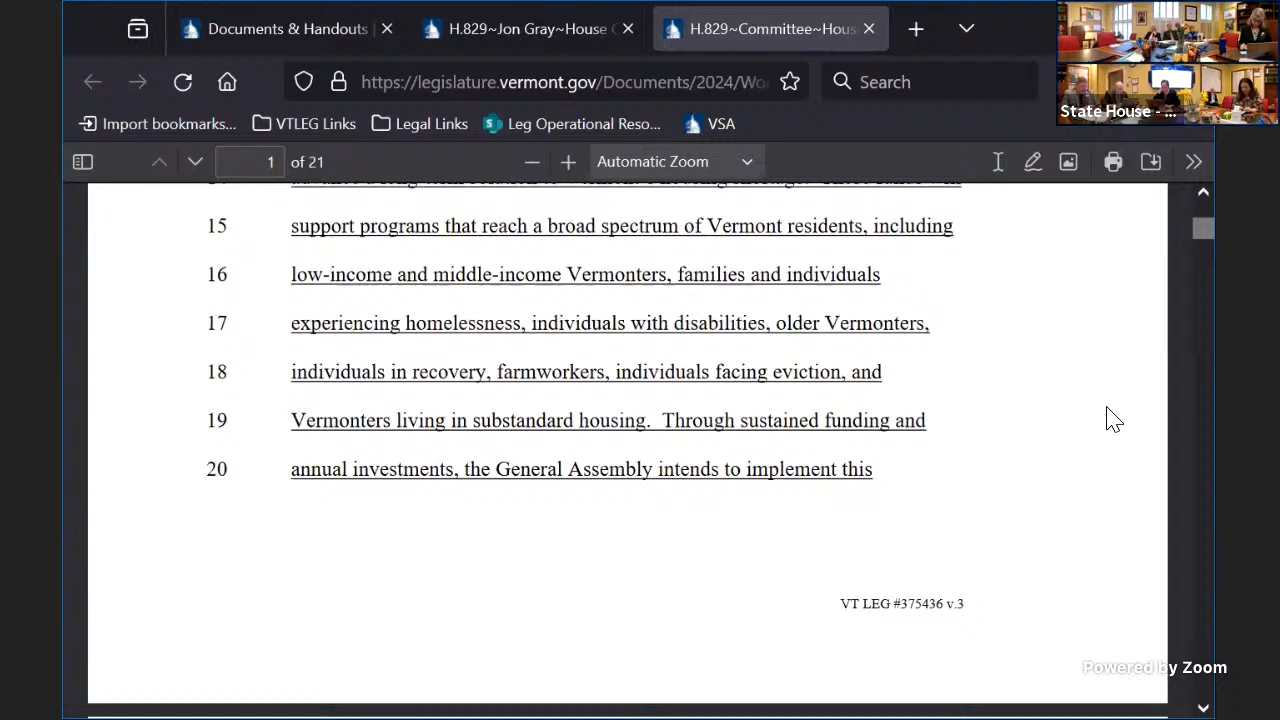 Documents & Handouts
H.829~Jon Gray~House
H.829~Committee~Hous
https://legislature.vermont.gov/Documents/2024/Wo
Search
State House - ...
Import bookmarks...
VTLEG Links
Legal Links
Leg Operational Reso...
VSA
1 of 21
Automatic Zoom
15 support programs that reach a broad spectrum of Vermont residents, including
16 low-income and middle-income Vermonters, families and individuals
17 experiencing homelessness, individuals with disabilities, older Vermonters,
18 individuals in recovery, farmworkers, individuals facing eviction, and
19 Vermonters living in substandard housing. Through sustained funding and
20 annual investments, the General Assembly intends to implement this
VT LEG #375436 v.3
Powered by Zoom